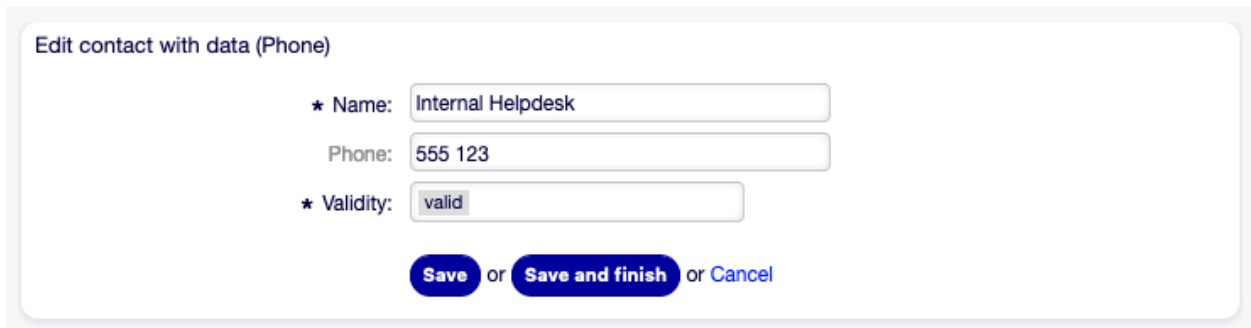 Edit contact with data (Phone)
★ Name: Internal Helpdesk
Phone: 555 123
★ Validity: valid
Save or Save and finish or Cancel